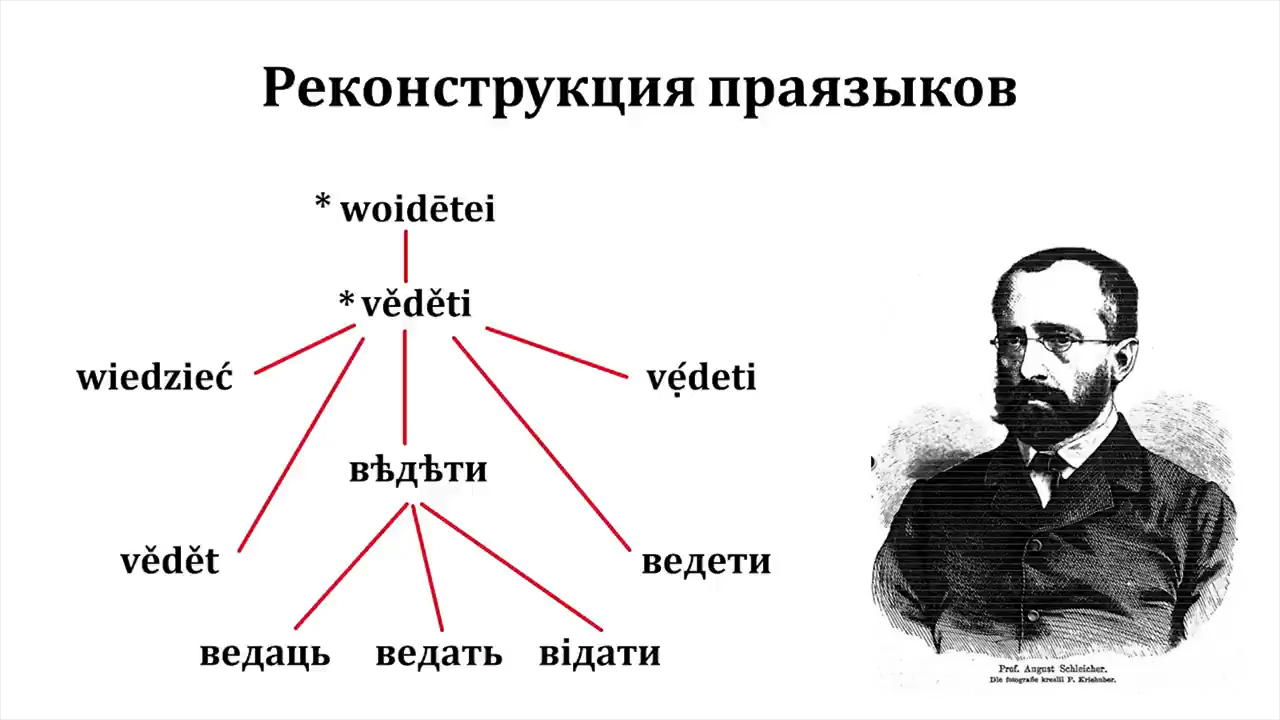 Реконструкция праязыков
* woidētei
* věděti
wiedzieć
vẹ́deti
вѣдѣти
vědět
ведети
ведаць ведать відати
Prof. August Schleicher.
Dle fotografie kreslil P. Kriehuber.